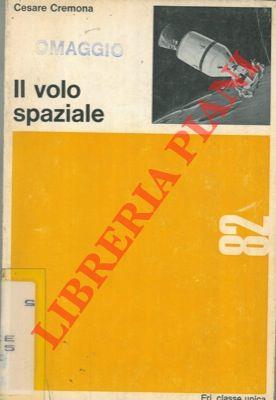 Cesare Cremona
OMAGGIO
Il volo
spaziale
LIBRERIA PIANI
82
S
E
S
Eri classe unica